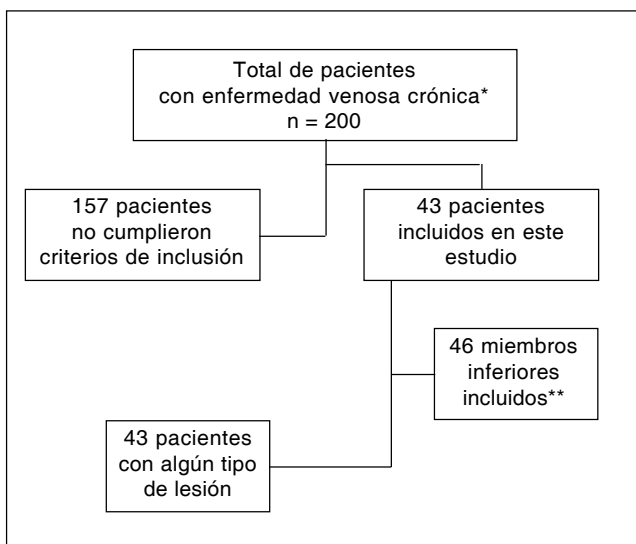 Total de pacientes
con enfermedad venosa crónica*
n = 200
157 pacientes
no cumplieron
criterios de inclusión
43 pacientes
incluidos en este
estudio
46 miembros
inferiores
incluidos**
43 pacientes
con algún tipo
de lesión